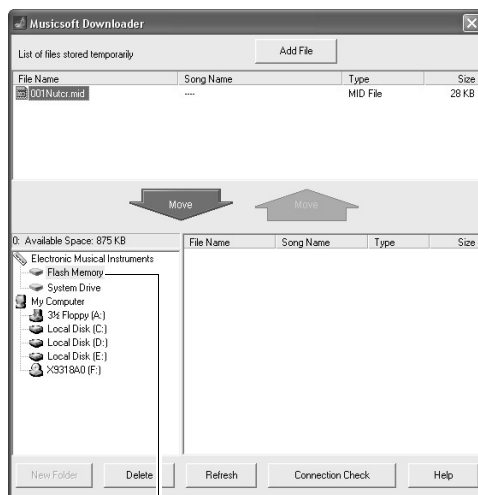 Musicsoft Downloader
List of files stored temporarily
Add File
File Name Song Name Type Size
001Nutcr.mid ---- MID File 28 KB
Move Move
0: Available Space: 875 KB
File Name Song Name Type Size
Electronic Musical Instruments
Flash Memory
System Drive
My Computer
3½ Floppy (A:)
Local Disk (C:)
Local Disk (D:)
Local Disk (E:)
X9318A0 (F:)
New Folder Delete Refresh Connection Check Help